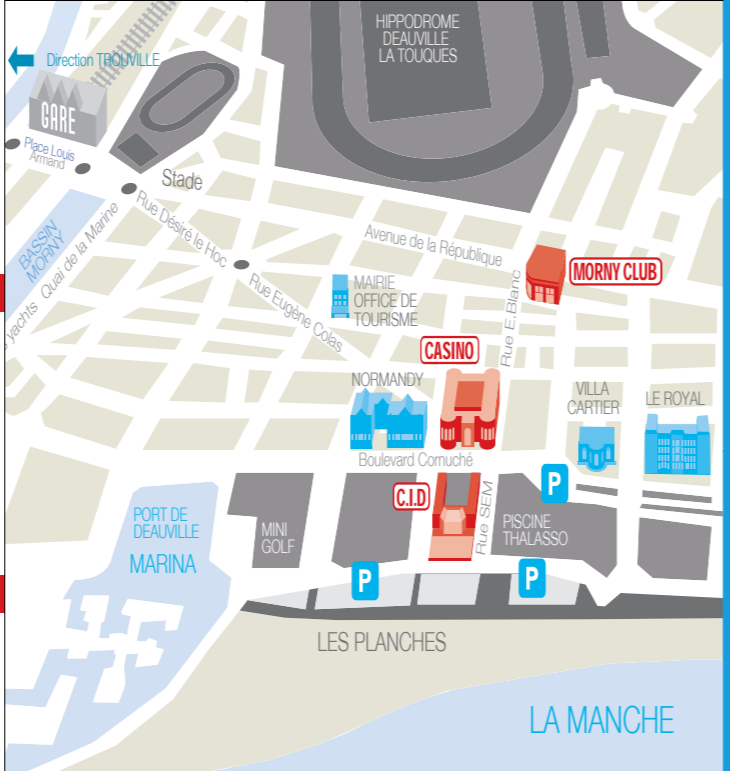 HIPPODROME
DEAUVILLE
LA TOUQUES
Direction TROUVILLE
GARE
Place Louis
Armand
Stade
BASSIN
MORNY
Quai de la Marine
yachts
Rue Désiré le Hoc
Avenue de la République
Rue Eugène Colas
MAIRIE
OFFICE DE
TOURISME
MORNY CLUB
Rue E.Blanc
CASINO
NORMANDY
VILLA
CARTIER
LE ROYAL
Boulevard Cornuché
C.I.D
Rue SEM
P
PORT DE
DEAUVILLE
MARINA
MINI
GOLF
PISCINE
THALASSO
P
P
LES PLANCHES
LA MANCHE